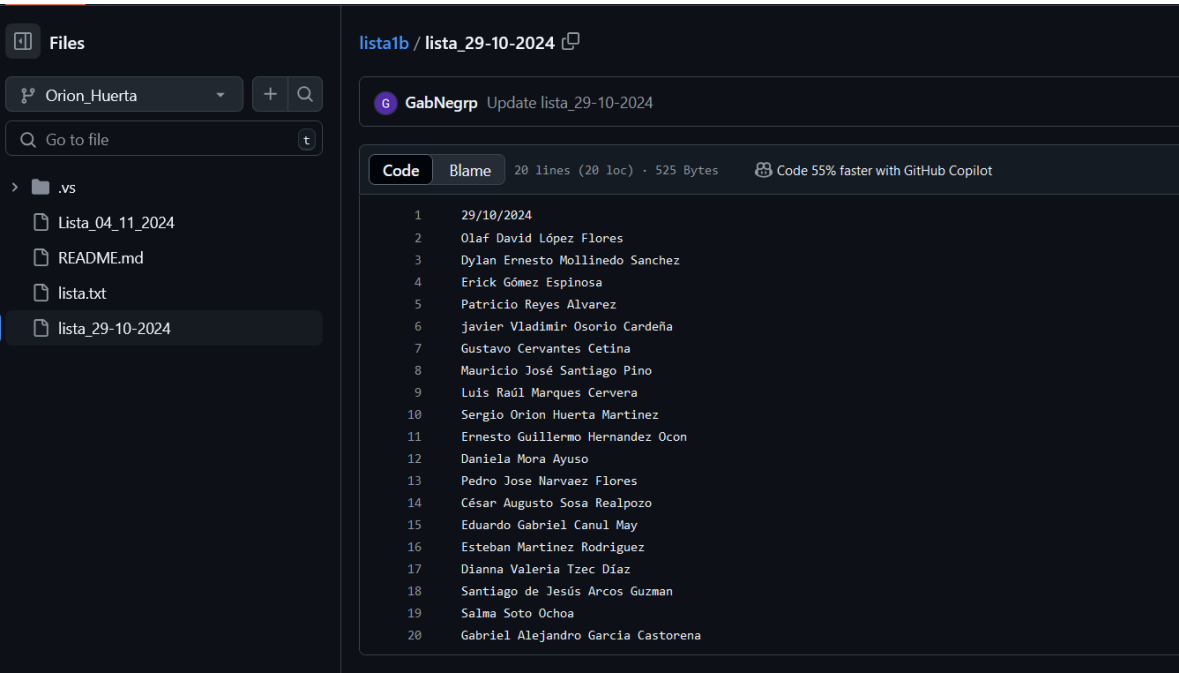 Files
Orion_Huerta
Go to file
t
.vs
Lista_04_11_2024
README.md
lista.txt
lista_29-10-2024
lista1b / lista_29-10-2024
G GabNegrp Update lista_29-10-2024
Code Blame 20 lines (20 loc) · 525 Bytes Code 55% faster with GitHub Copilot
1 29/10/2024
2 Olaf David López Flores
3 Dylan Ernesto Mollinedo Sanchez
4 Erick Gómez Espinosa
5 Patricio Reyes Alvarez
6 javier Vladimir Osorio Cardeña
7 Gustavo Cervantes Cetina
8 Mauricio José Santiago Pino
9 Luis Raúl Marques Cervera
10 Sergio Orion Huerta Martinez
11 Ernesto Guillermo Hernandez Ocon
12 Daniela Mora Ayuso
13 Pedro Jose Narvaez Flores
14 César Augusto Sosa Realpozo
15 Eduardo Gabriel Canul May
16 Esteban Martinez Rodriguez
17 Dianna Valeria Tzec Díaz
18 Santiago de Jesús Arcos Guzman
19 Salma Soto Ochoa
20 Gabriel Alejandro Garcia Castorena